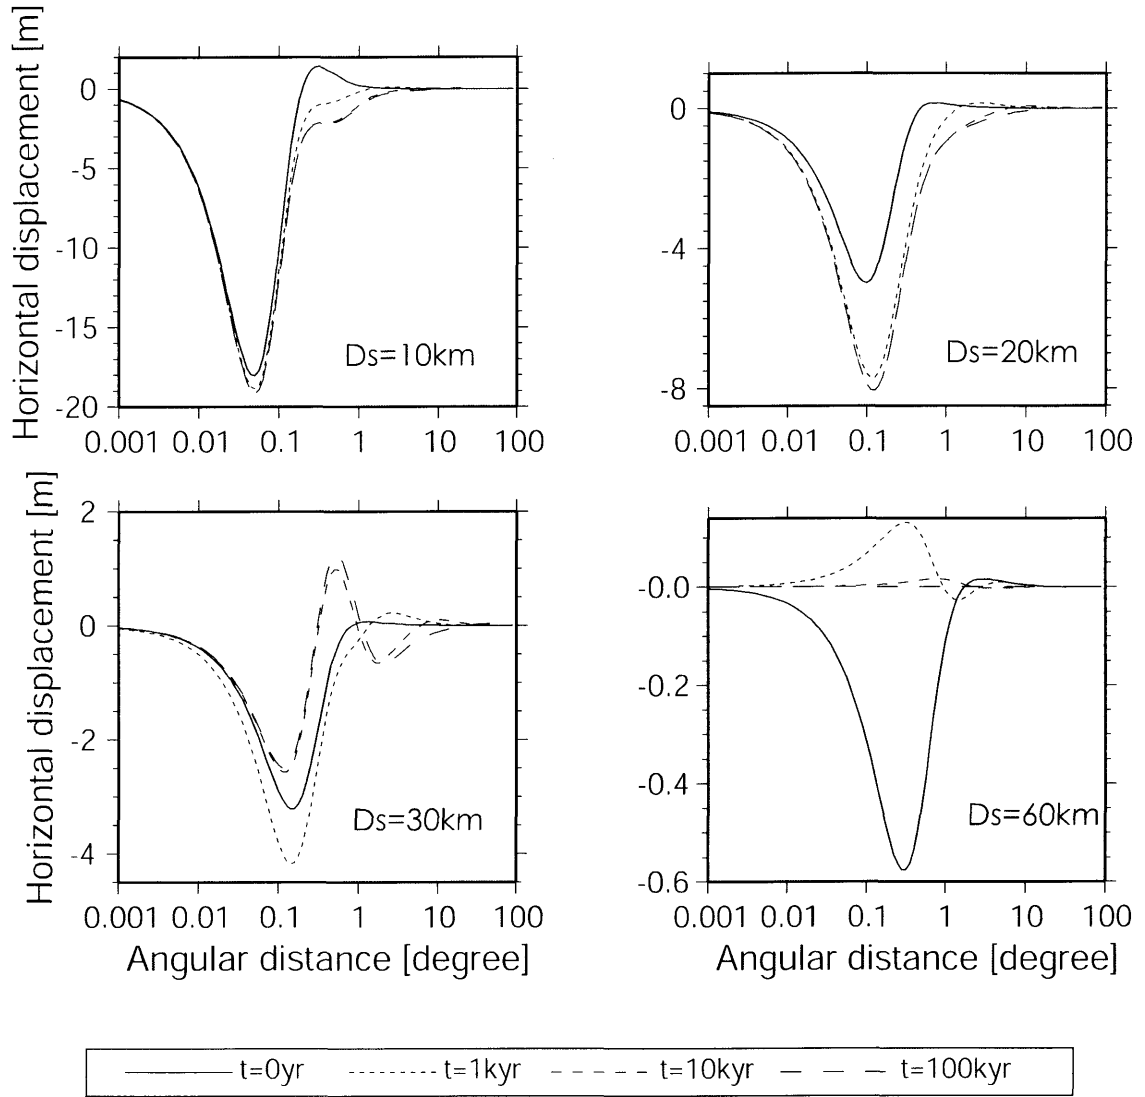 Horizontal displacement [m]
0
-5
-10
-15
-20
Ds=10km
0.001 0.01 0.1 1 10 100
0
-4
-8
Ds=20km
0.001 0.01 0.1 1 10 100
Horizontal displacement [m]
2
0
-2
-4
Ds=30km
0.001 0.01 0.1 1 10 100
Angular distance [degree]
-0.0
-0.2
-0.4
-0.6
Ds=60km
0.001 0.01 0.1 1 10 100
Angular distance [degree]
t=0yr t=1kyr t=10kyr t=100kyr